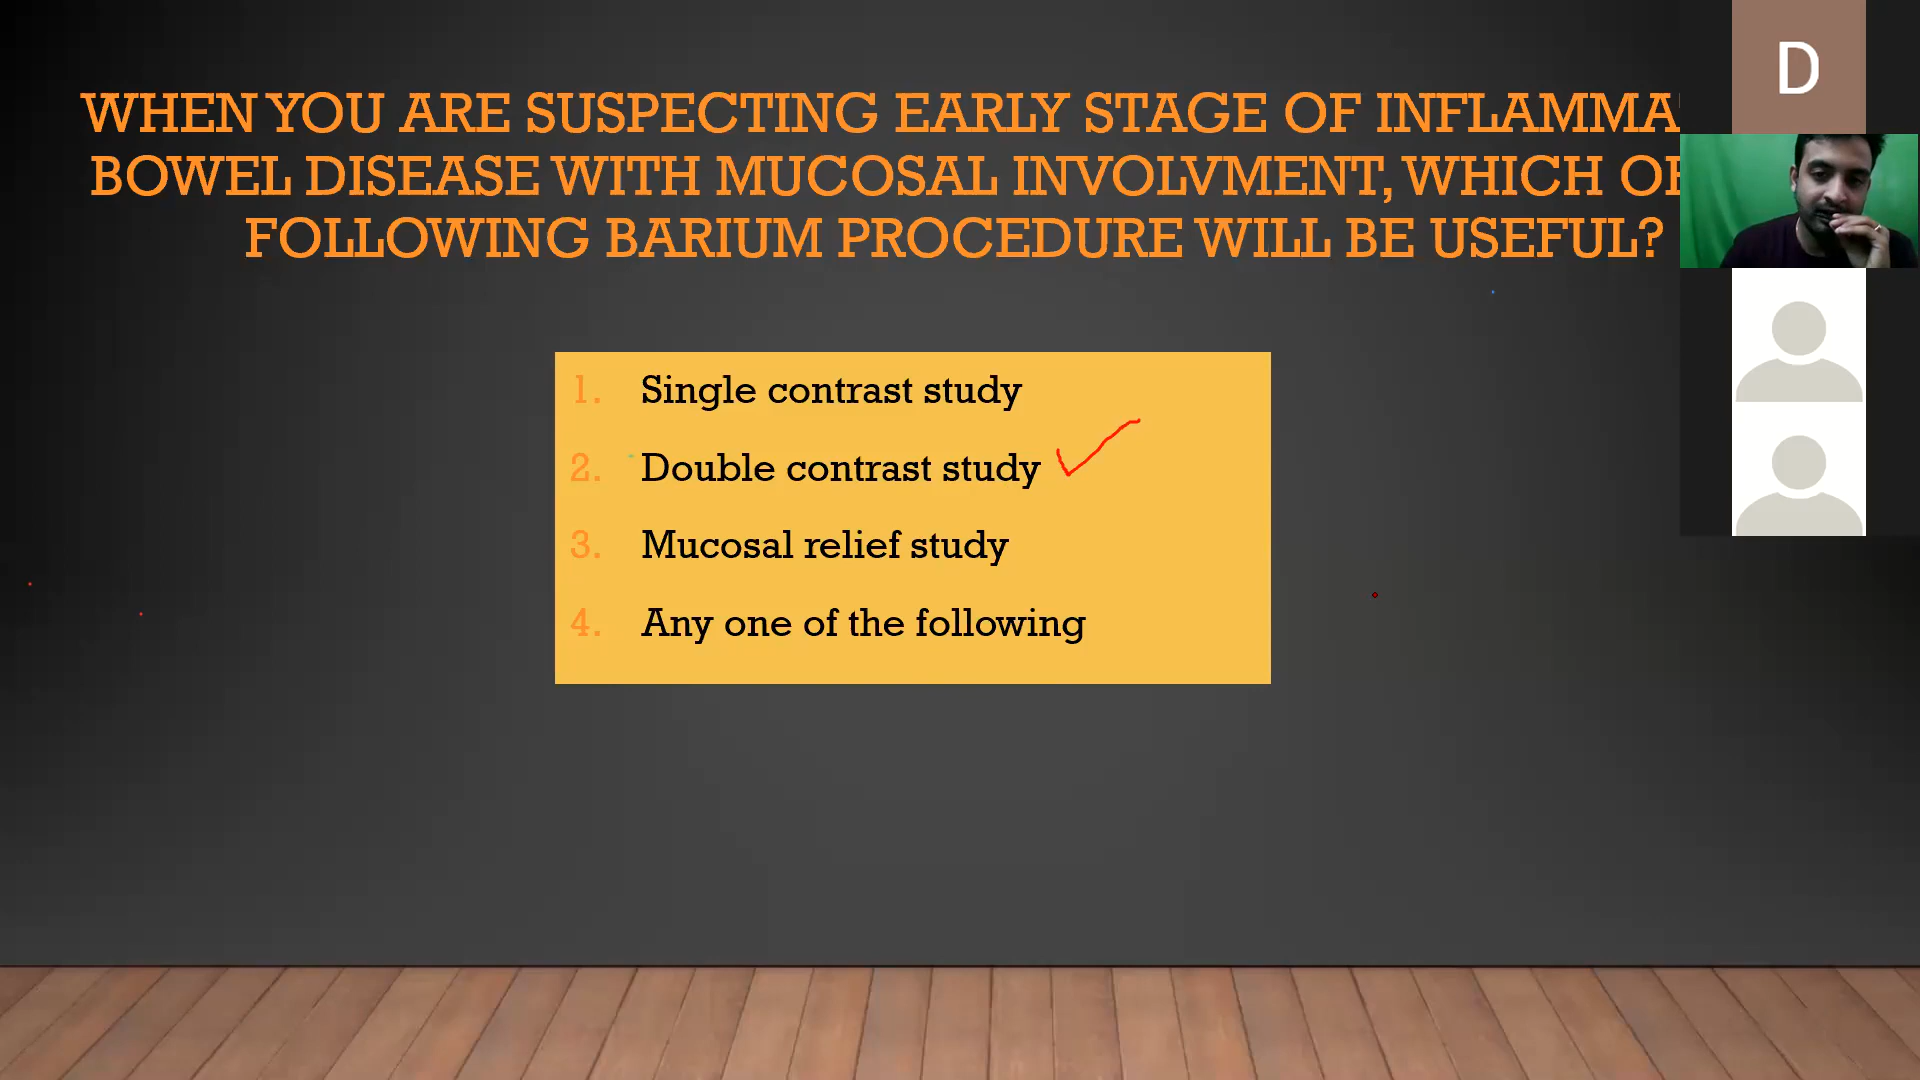 WHEN YOU ARE SUSPECTING EARLY STAGE OF
BOWEL DISEASE WITH MUCOSAL INVOLVMENT, WHICH
FOLLOWING BARIUM PROCEDURE WILL BE USEFUL?
1. Single contrast study
2. Double contrast study
3. Mucosal relief study
4. Any one of the following
D